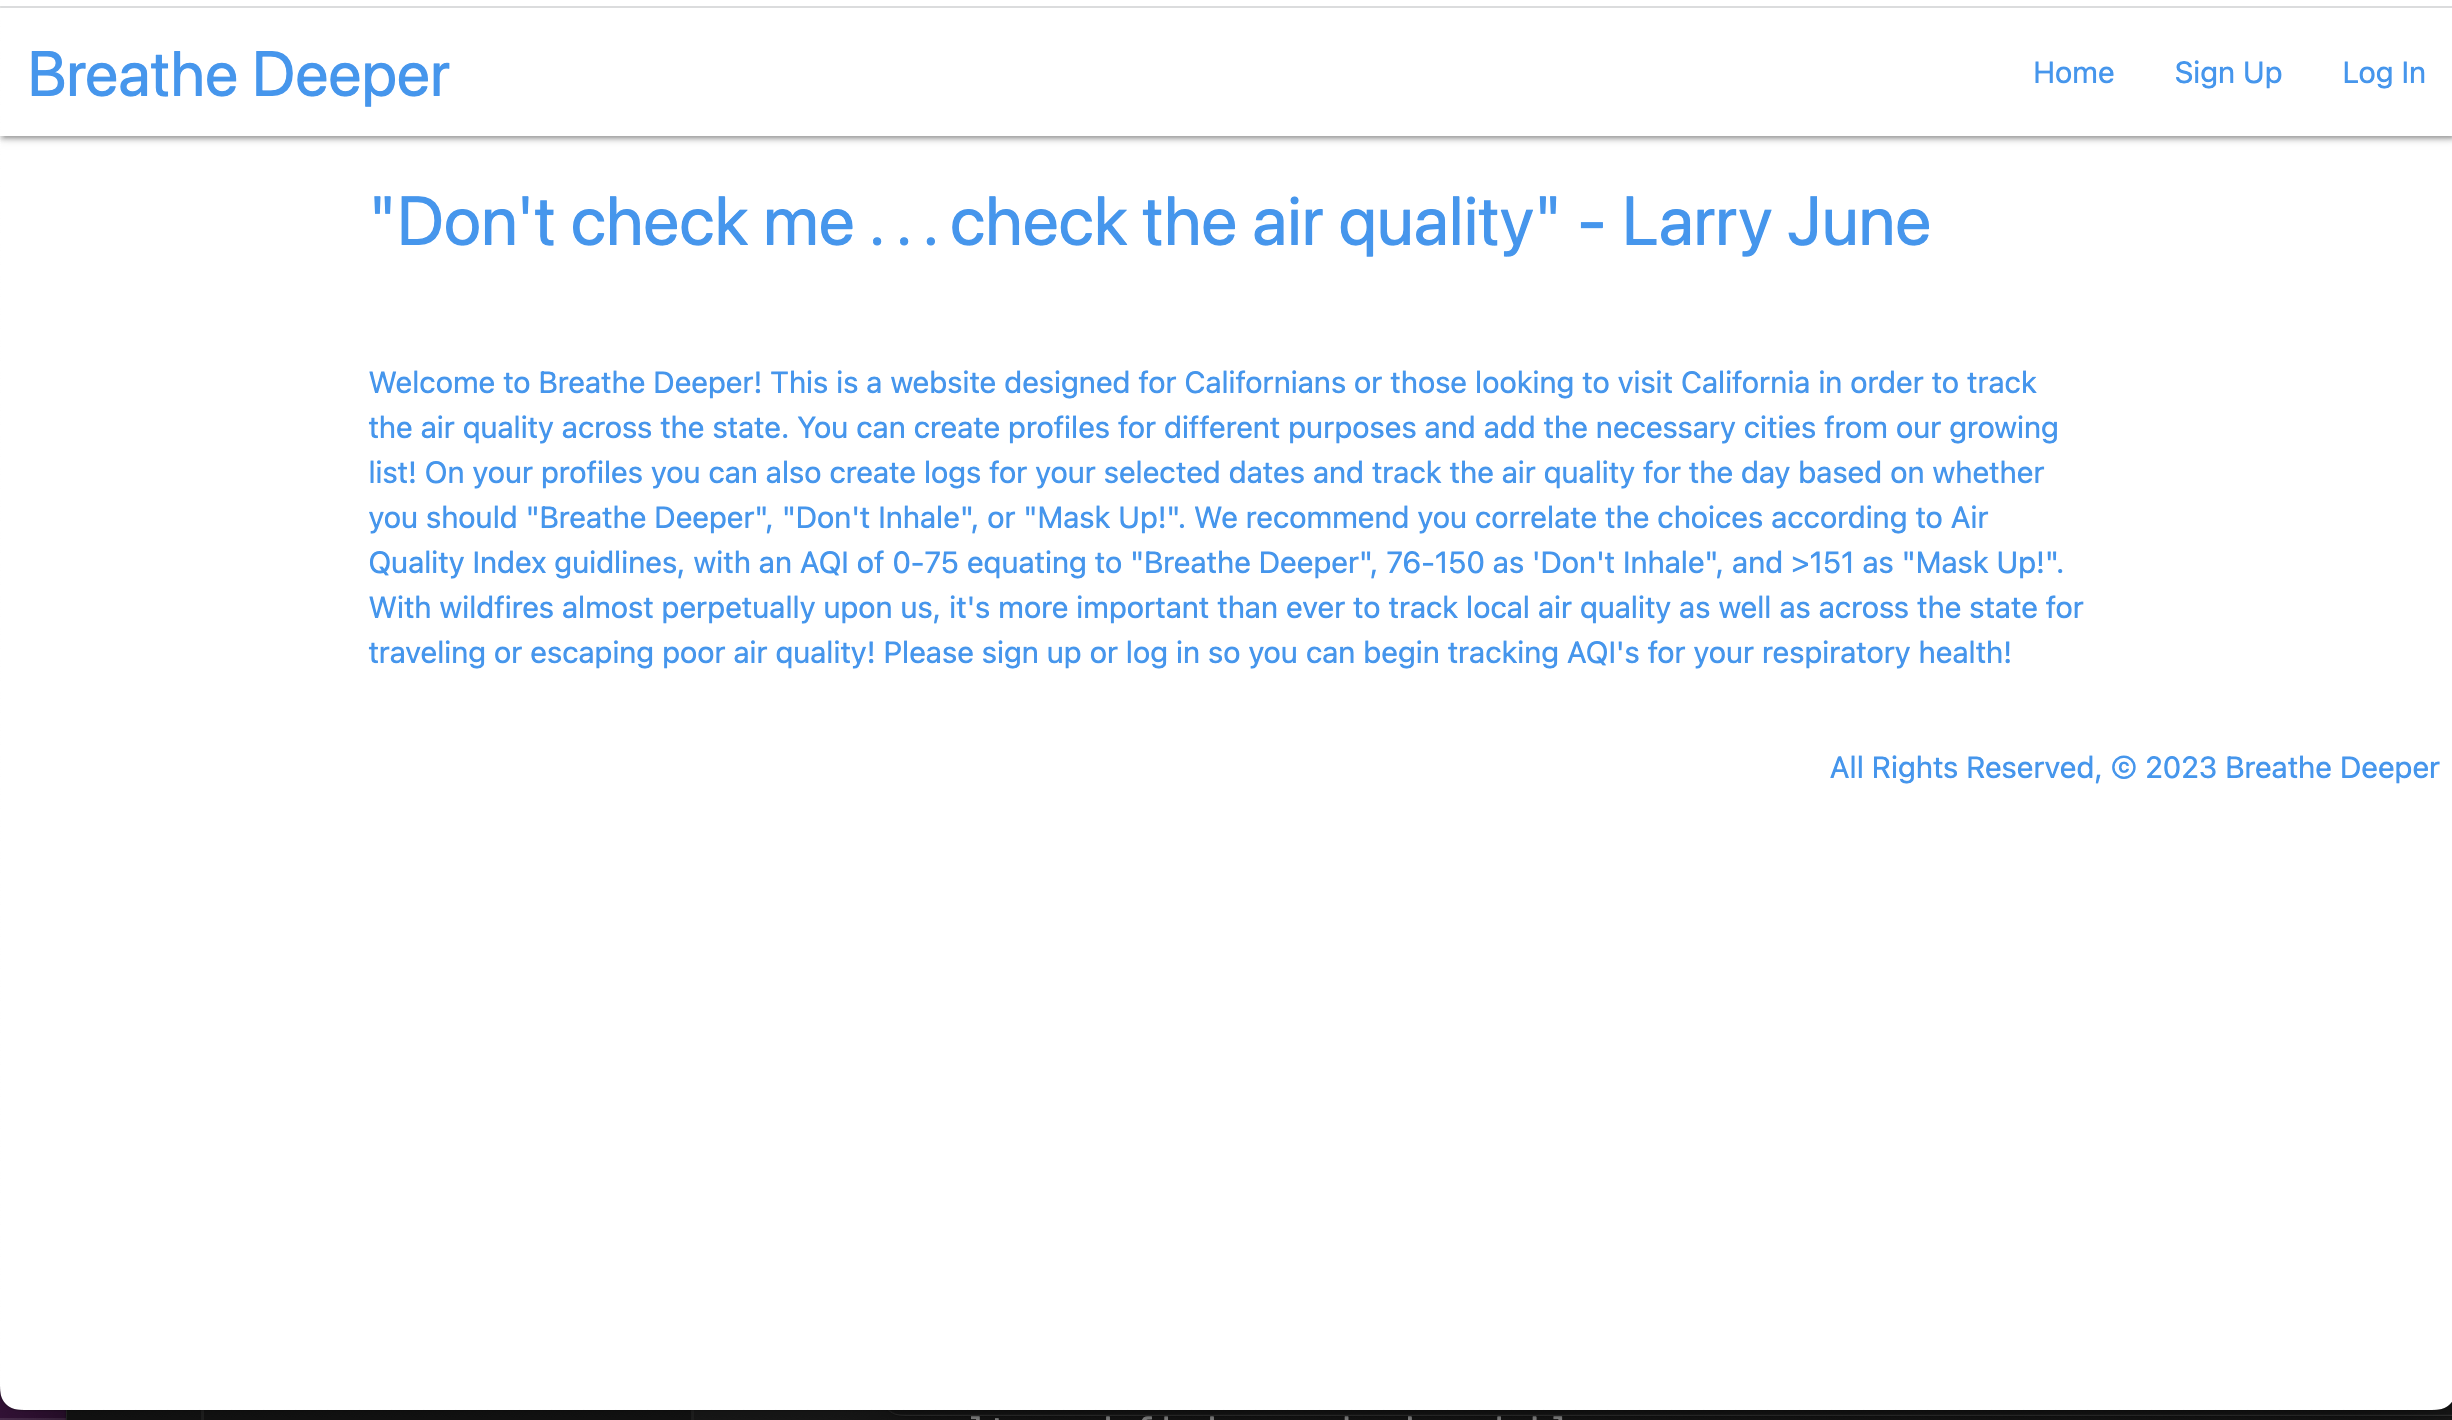 Breathe Deeper
Home Sign Up Log In
"Don't check me . . . check the air quality" - Larry June
Welcome to Breathe Deeper! This is a website designed for Californians or those looking to visit California in order to track
the air quality across the state. You can create profiles for different purposes and add the necessary cities from our growing
list! On your profiles you can also create logs for your selected dates and track the air quality for the day based on whether
you should "Breathe Deeper", "Don't Inhale", or "Mask Up!". We recommend you correlate the choices according to Air
Quality Index guidlines, with an AQI of 0-75 equating to "Breathe Deeper", 76-150 as 'Don't Inhale", and >151 as "Mask Up!".
With wildfires almost perpetually upon us, it's more important than ever to track local air quality as well as across the state for
traveling or escaping poor air quality! Please sign up or log in so you can begin tracking AQI's for your respiratory health!
All Rights Reserved, © 2023 Breathe Deeper